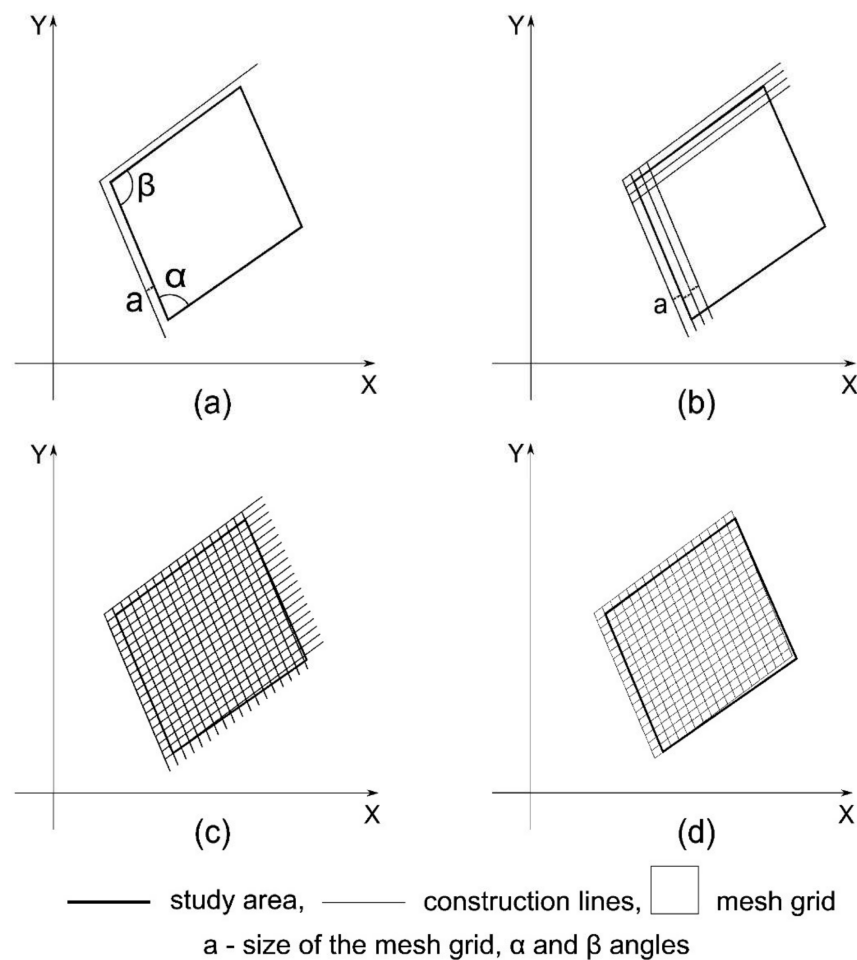 Y
β
α
a
X
(a)
Y
a
X
(b)
Y
X
(c)
Y
X
(d)
study area, construction lines, mesh grid
a - size of the mesh grid, α and β angles